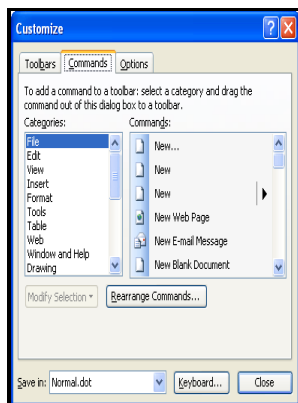 Customize
Toolbars Commands Options
To add a command to a toolbar: select a category and drag the
command out of this dialog box to a toolbar.
Categories: Commands:
File
Edit
View
Insert
Format
Tools
Table
Web
Window and Help
Drawing
New...
New
New
New Web Page
New E-mail Message
New Blank Document
Modify Selection Rearrange Commands...
Save in: Normal.dot Keyboard... Close